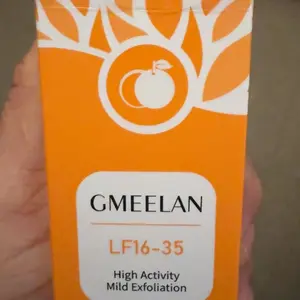 GMEELAN
LF16-35
High Activity
Mild Exfoliation